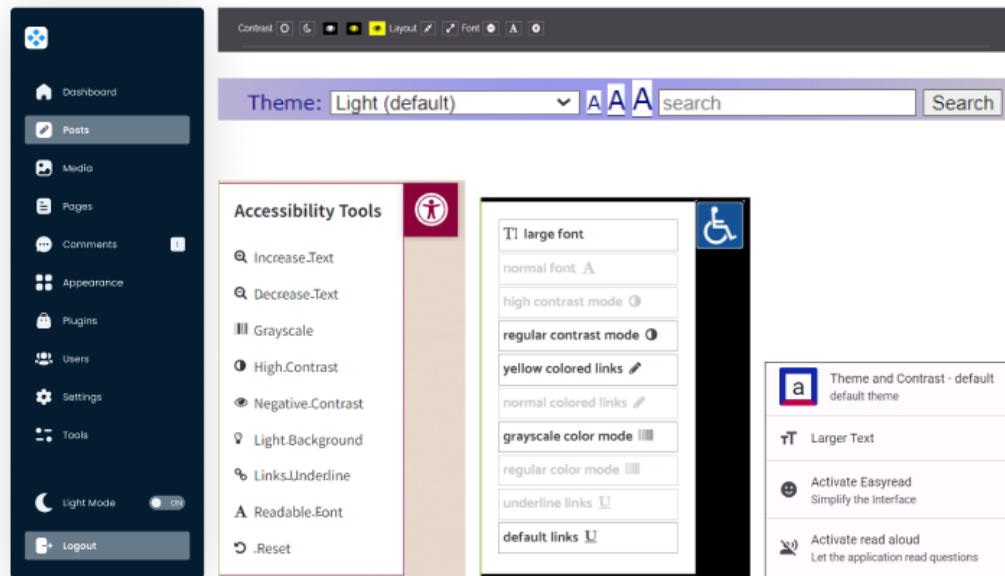 Contrast Layout Font A
Theme: Light (default) A A A search Search
Dashboard
Posts
Media
Pages
Comments
Appearance
Plugins
Users
Settings
Tools
Light Mode ON
Logout
Accessibility Tools
Increase Text
Decrease Text
Grayscale
High Contrast
Negative Contrast
Light Background
Links Underline
A Readable Font
Reset
TI large font
normal font A
high contrast mode
regular contrast mode
yellow colored links
normal colored links
grayscale color mode
regular color mode
underline links U
default links U
a Theme and Contrast - default
default theme
TT Larger Text
Activate Easyread
Simplify the Interface
Activate read aloud
Let the application read questions